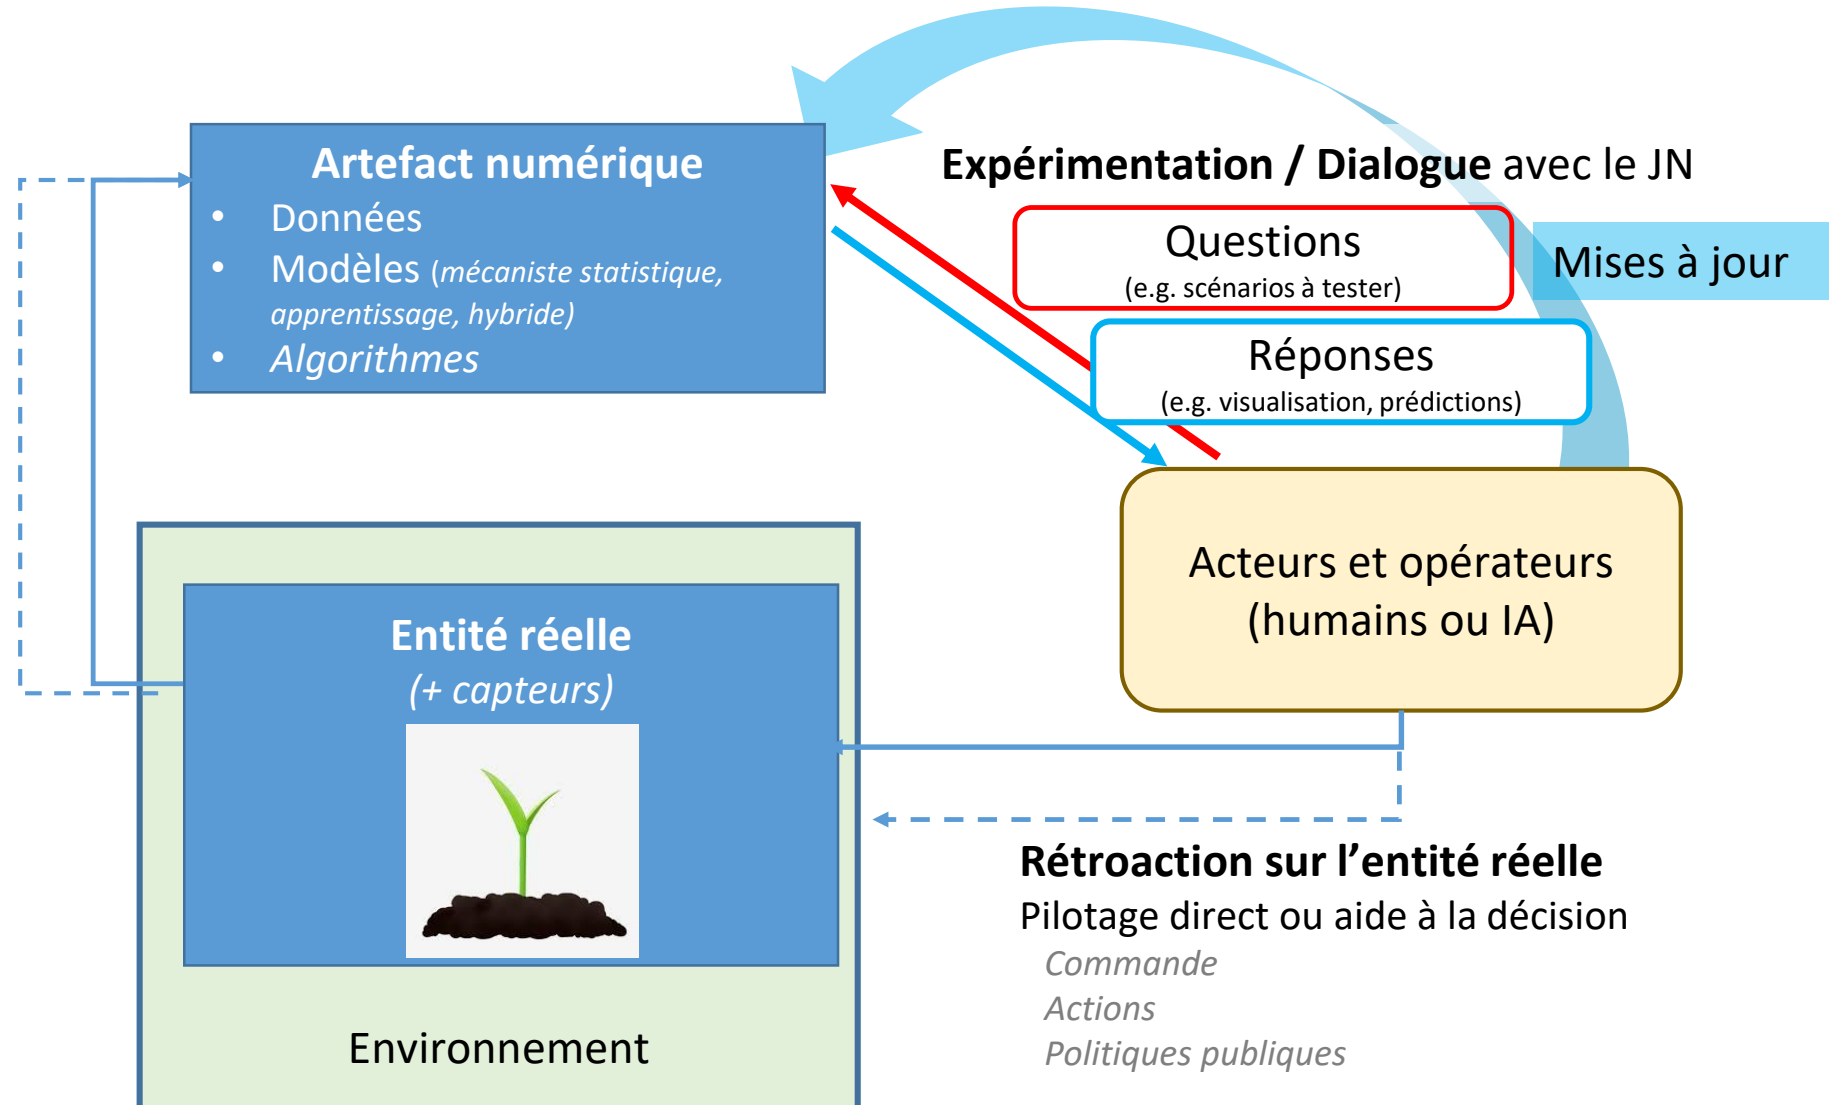 Artefact numérique
• Données
• Modèles (mécaniste statistique,
apprentissage, hybride)
• Algorithmes
Expérimentation / Dialogue avec le JN
Questions
(e.g. scénarios à tester)
Mises à jour
Réponses
(e.g. visualisation, prédictions)
Acteurs et opérateurs
(humains ou IA)
Entité réelle
(+ capteurs)
Environnement
Rétroaction sur l’entité réelle
Pilotage direct ou aide à la décision
Commande
Actions
Politiques publiques